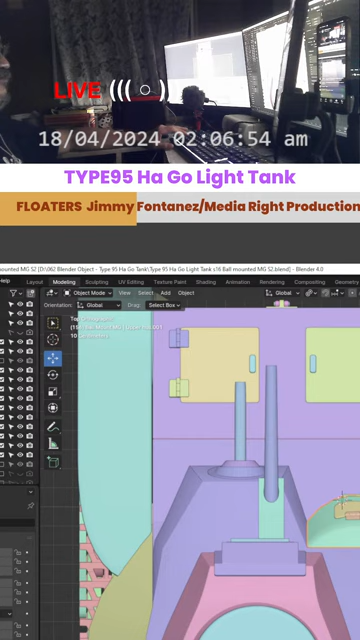 LIVE ((( ○ ))
18/04/2024 02:06:54 am
TYPE95 Ha Go Light Tank
FLOATERS Jimmy Fontanez/Media Right Production
mounted MG S2 [D:\062 Blender Object - Type 95 Ha Go Light Tank\Type 95 Ha Go Light Tank s16 Ball mounted MG S2.blend] - Blender 4.0
Help Layout Modeling Sculpting UV Editing Texture Paint Shading Animation Rendering
Object Mode View Select Add Object Global
Orientation: Global Drag: Select Box